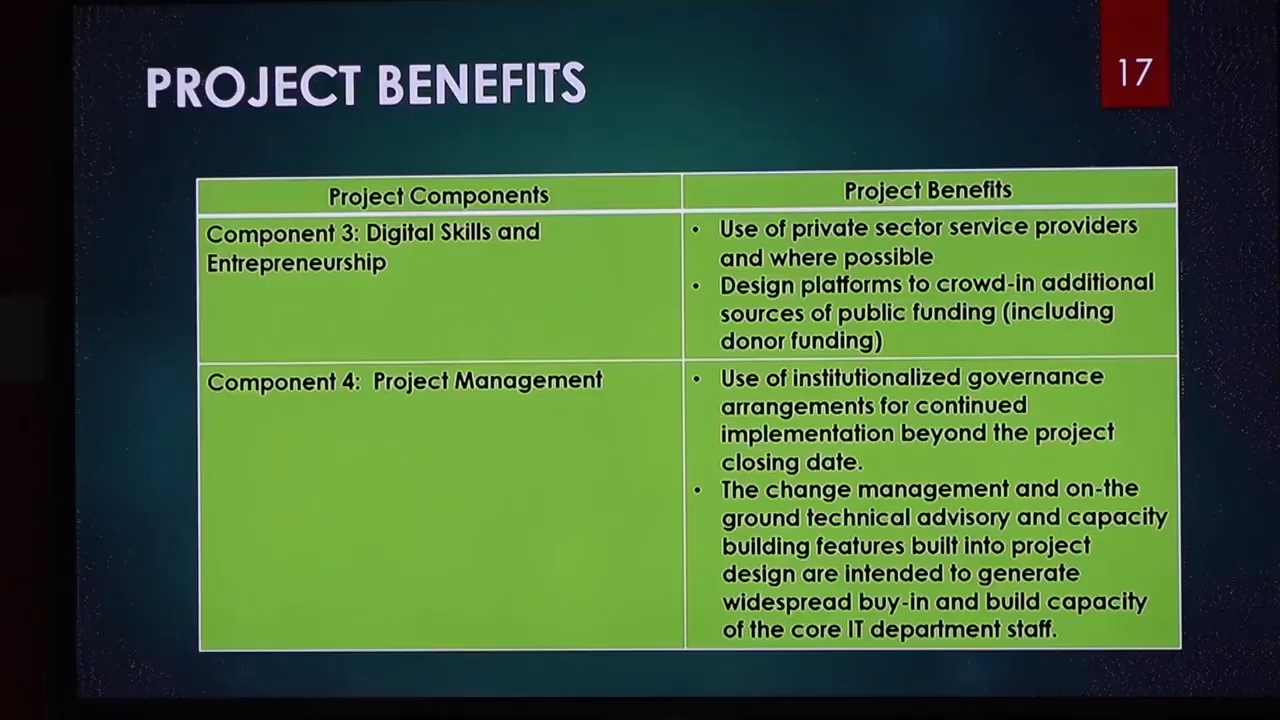 PROJECT BENEFITS
17
Project Components
Project Benefits
Component 3: Digital Skills and
Entrepreneurship
• Use of private sector service providers
and where possible
• Design platforms to crowd-in additional
sources of public funding (including
donor funding)
Component 4: Project Management
• Use of institutionalized governance
arrangements for continued
implementation beyond the project
closing date.
• The change management and on-the
ground technical advisory and capacity
building features built into project
design are intended to generate
widespread buy-in and build capacity
of the core IT department staff.